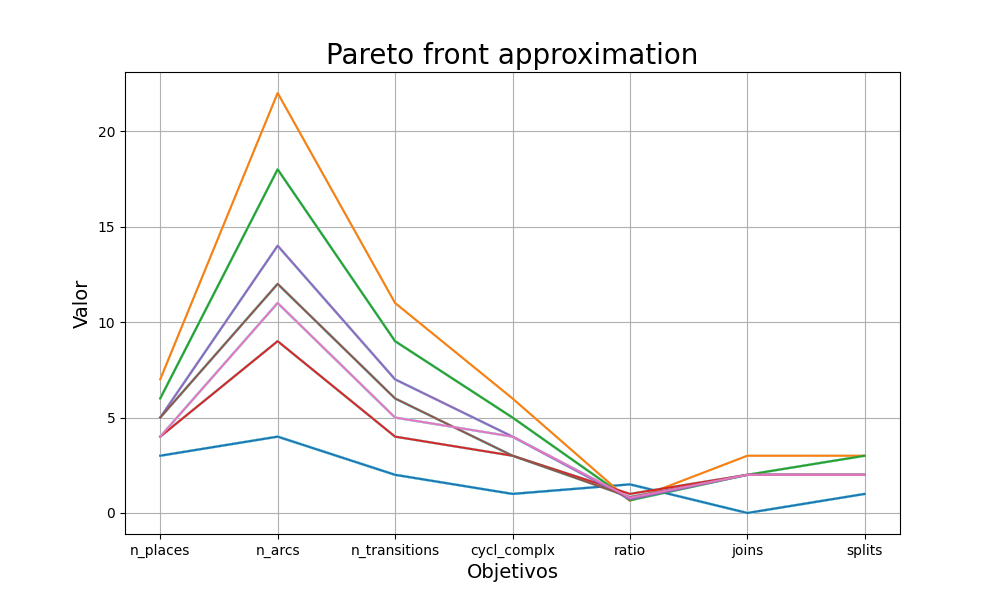 Pareto front approximation
Valor
20
15
10
5
0
n_places n_arcs n_transitions cycl_complx ratio joins splits
Objetivos